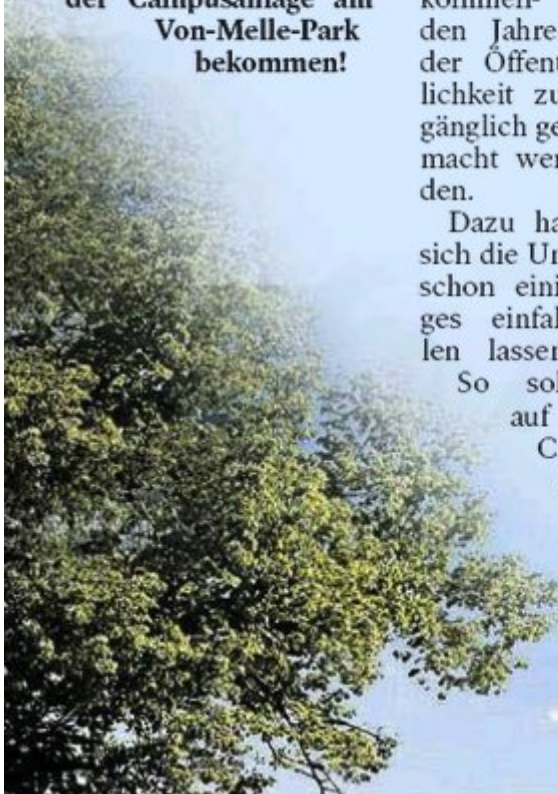 der Campusanlage am
Von-Melle-Park
bekommen!
kommen-
den Jahre
der Öffent
lichkeit zu
gänglich ge
macht wer
den.
Dazu ha
sich die Un
schon eini
ges einfal
len lassen
So sol
auf
C